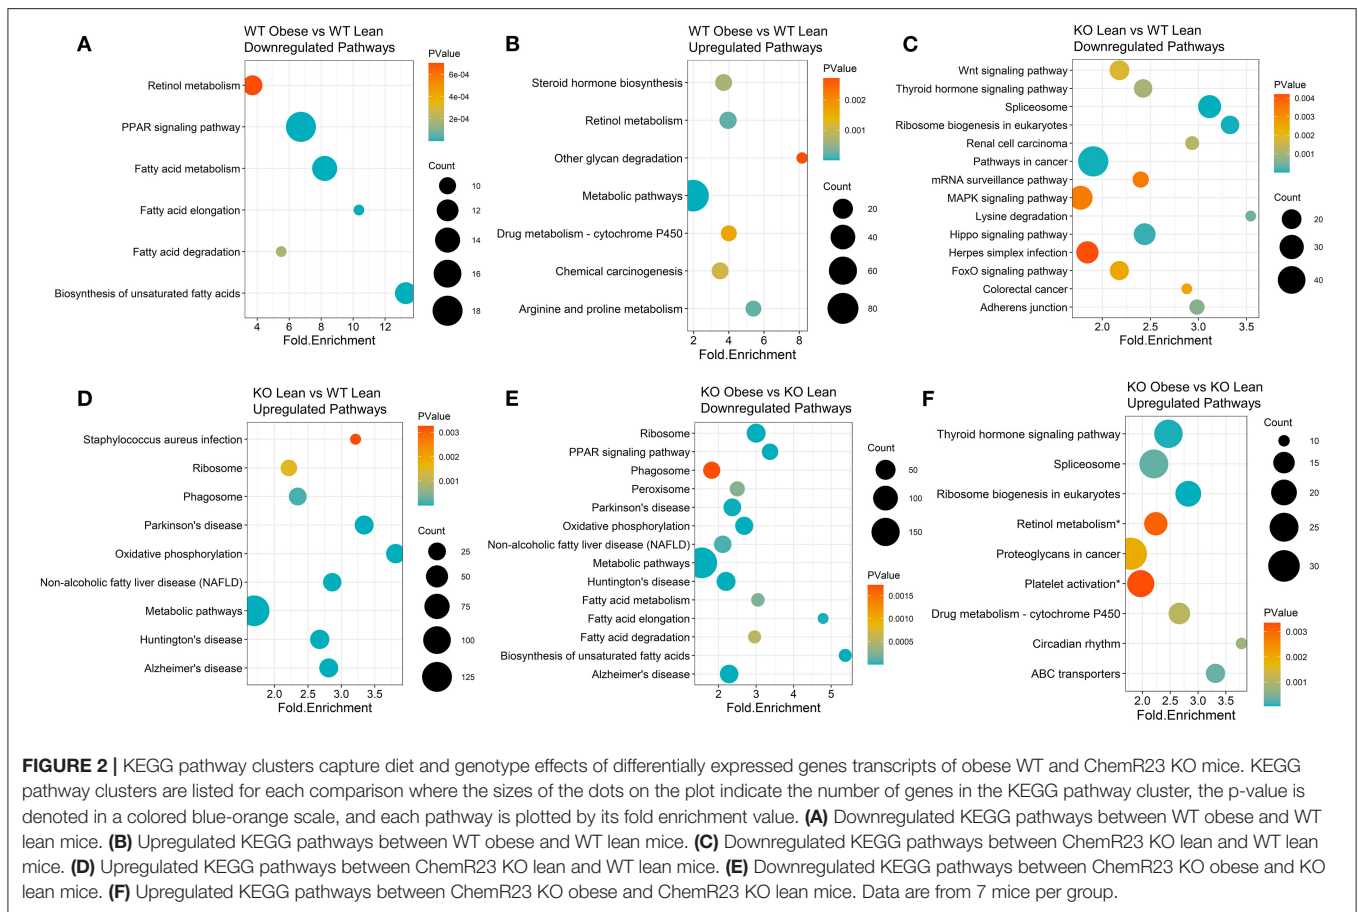 A
WT Obese vs WT Lean
Downregulated Pathways
Retinol metabolism
PPAR signaling pathway
Fatty acid metabolism
Fatty acid elongation
Fatty acid degradation
Biosynthesis of unsaturated fatty acids
4 6 8 10 12
Fold.Enrichment
PValue
6e-04
4e-04
2e-04
Count
10
12
14
16
18
B
WT Obese vs WT Lean
Upregulated Pathways
Steroid hormone biosynthesis
Retinol metabolism
Other glycan degradation
Metabolic pathways
Drug metabolism - cytochrome P450
Chemical carcinogenesis
Arginine and proline metabolism
2 4 6 8
Fold.Enrichment
PValue
0.002
0.001
Count
20
40
60
80
C
KO Lean vs WT Lean
Downregulated Pathways
Wnt signaling pathway
Thyroid hormone signaling pathway
Spliceosome
Ribosome biogenesis in eukaryotes
Renal cell carcinoma
Pathways in cancer
mRNA surveillance pathway
MAPK signaling pathway
Lysine degradation
Hippo signaling pathway
Herpes simplex infection
FoxO signaling pathway
Colorectal cancer
Adherens junction
2.0 2.5 3.0 3.5
Fold.Enrichment
PValue
0.004
0.003
0.002
0.001
Count
20
30
40
D
KO Lean vs WT Lean
Upregulated Pathways
Staphylococcus aureus infection
Ribosome
Phagosome
Parkinson's disease
Oxidative phosphorylation
Non-alcoholic fatty liver disease (NAFLD)
Metabolic pathways
Huntington's disease
Alzheimer's disease
2.0 2.5 3.0 3.5
Fold.Enrichment
PValue
0.003
0.002
0.001
Count
25
50
75
100
125
E
KO Obese vs KO Lean
Downregulated Pathways
Ribosome
PPAR signaling pathway
Phagosome
Peroxisome
Parkinson's disease
Oxidative phosphorylation
Non-alcoholic fatty liver disease (NAFLD)
Metabolic pathways
Huntington's disease
Fatty acid metabolism
Fatty acid elongation
Fatty acid degradation
Biosynthesis of unsaturated fatty acids
Alzheimer's disease
2 3 4 5
Fold.Enrichment
Count
50
100
150
PValue
0.0015
0.0010
0.0005
F
KO Obese vs KO Lean
Upregulated Pathways
Thyroid hormone signaling pathway
Spliceosome
Ribosome biogenesis in eukaryotes
Retinol metabolism*
Proteoglycans in cancer
Platelet activation*
Drug metabolism - cytochrome P450
Circadian rhythm
ABC transporters
2.0 2.5 3.0 3.5
Fold.Enrichment
Count
10
15
20
25
30
PValue
0.003
0.002
0.001
FIGURE 2 | KEGG pathway clusters capture diet and genotype effects of differentially expressed genes transcripts of obese WT and ChemR23 KO mice. KEGG
pathway clusters are listed for each comparison where the sizes of the dots on the plot indicate the number of genes in the KEGG pathway cluster, the p-value is
denoted in a colored blue-orange scale, and each pathway is plotted by its fold enrichment value. (A) Downregulated KEGG pathways between WT obese and WT
lean mice. (B) Upregulated KEGG pathways between WT obese and WT lean mice. (C) Downregulated KEGG pathways between ChemR23 KO lean and WT lean
mice. (D) Upregulated KEGG pathways between ChemR23 KO lean and WT lean mice. (E) Downregulated KEGG pathways between ChemR23 KO obese and KO
lean mice. (F) Upregulated KEGG pathways between ChemR23 KO obese and ChemR23 KO lean mice. Data are from 7 mice per group.